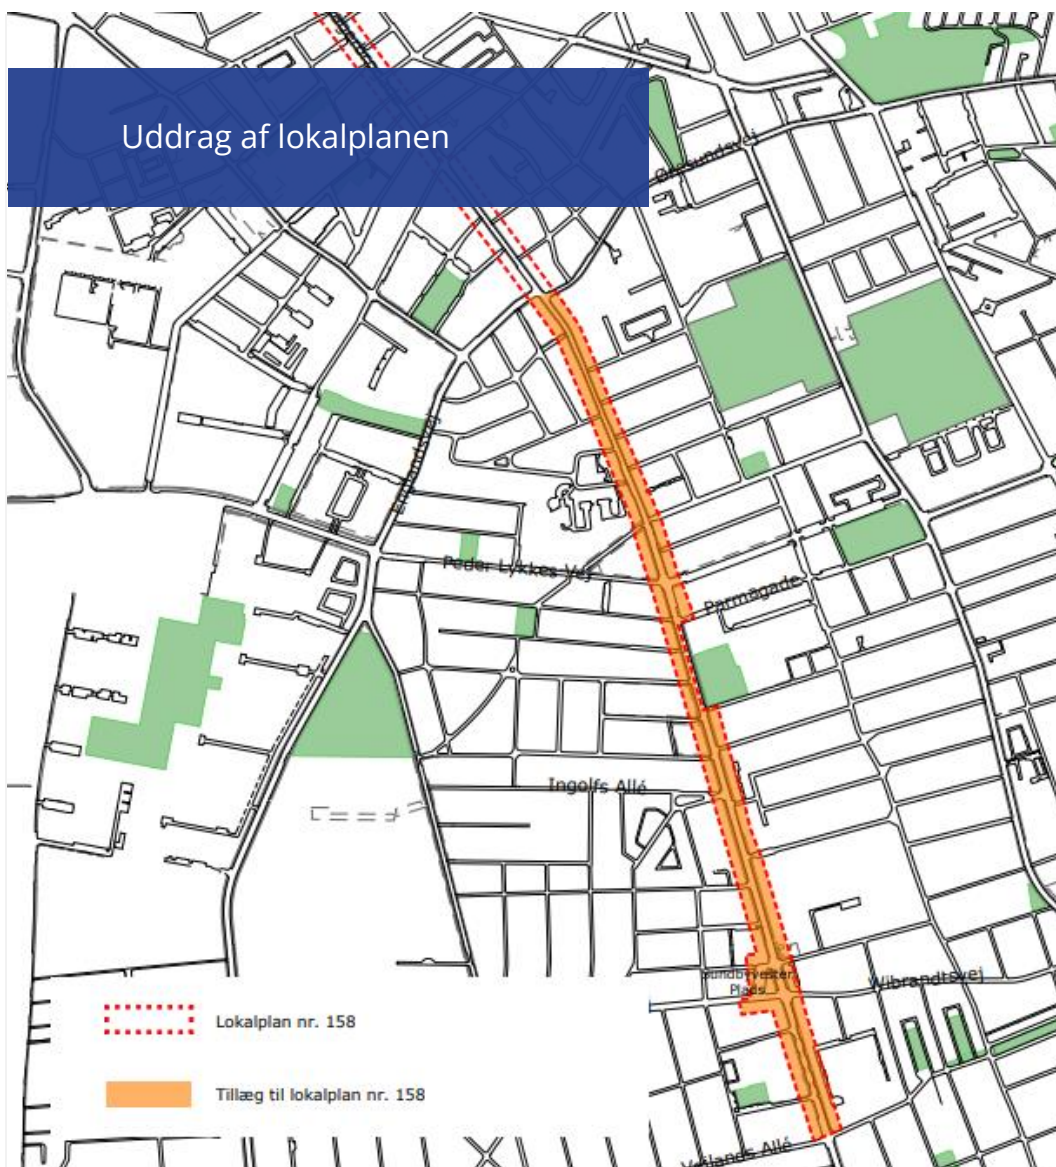 Uddrag af lokalplanen
Øresundsvej
Englandsvej
Peder Lykkes Vej
Parmagade
Ingolfs Allé
Sundbyvester
Plads
Wibrandtsvej
Lokalplan nr. 158
Tillæg til lokalplan nr. 158
Vejlands Allé